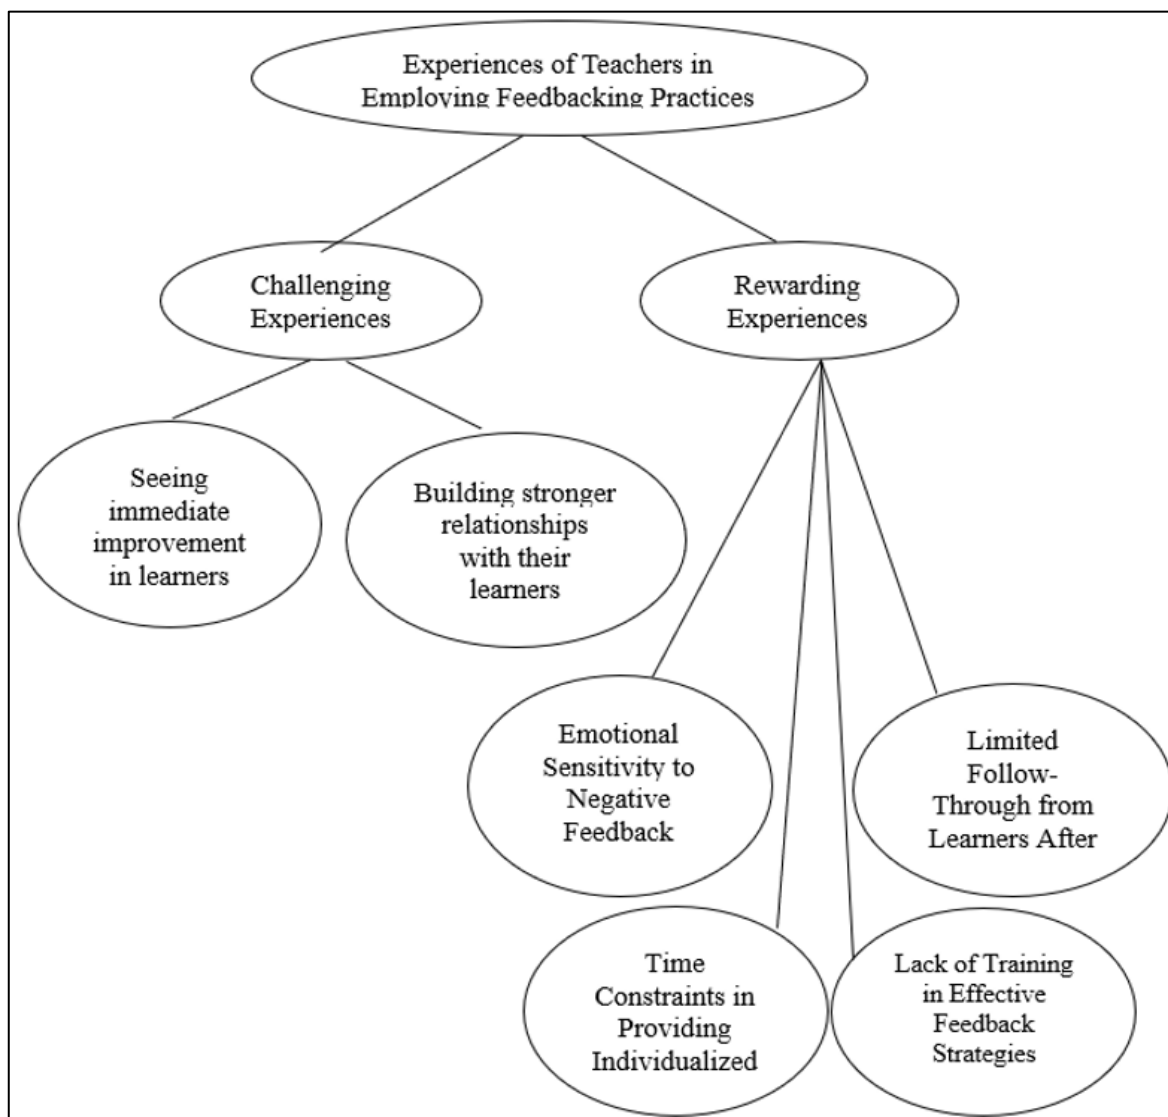 Experiences of Teachers in
Employing Feedbacking Practices
Challenging
Experiences
Rewarding
Experiences
Seeing
immediate
improvement
in learners
Building stronger
relationships
with their
learners
Emotional
Sensitivity to
Negative
Feedback
Limited
Follow-
Through from
Learners After
Time
Constraints in
Providing
Individualized
Lack of Training
in Effective
Feedback
Strategies